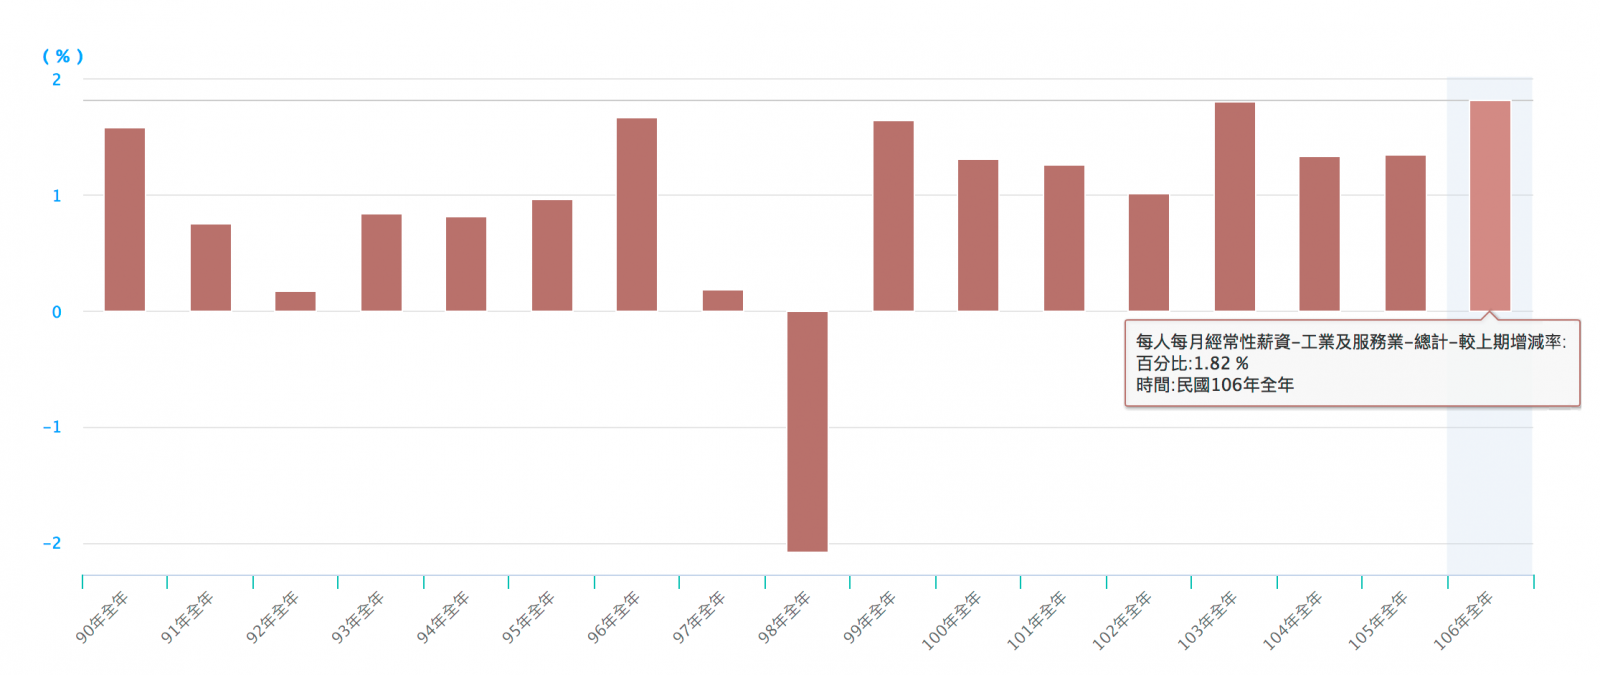 ( % )
2
1
0
-1
-2
每人每月經常性薪資-工業及服務業-總計-較上期增減率:
百分比:1.82 %
時間:民國106年全年
90年全年
91年全年
92年全年
93年全年
94年全年
95年全年
96年全年
97年全年
98年全年
99年全年
100年全年
101年全年
102年全年
103年全年
104年全年
105年全年
106年全年